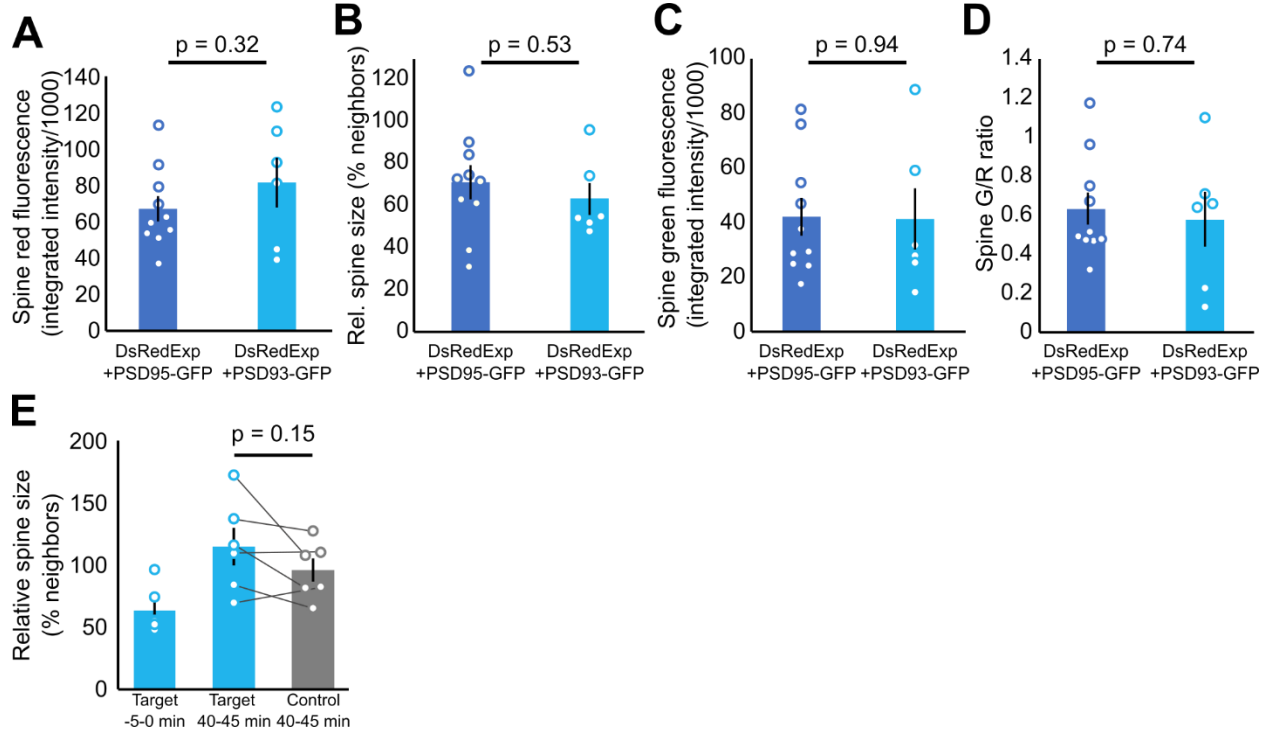 A
p = 0.32
Spine red fluorescence
(integrated intensity/1000)
140
120
100
80
60
40
20
0
DsRedExp
+PSD95-GFP
DsRedExp
+PSD93-GFP
B
p = 0.53
Rel. spine size (% neighbors)
120
100
80
60
40
20
0
DsRedExp
+PSD95-GFP
DsRedExp
+PSD93-GFP
C
p = 0.94
Spine green fluorescence
(integrated intensity/1000)
100
80
60
40
20
0
DsRedExp
+PSD95-GFP
DsRedExp
+PSD93-GFP
D
p = 0.74
Spine G/R ratio
1.4
1.2
1
0.8
0.6
0.4
0.2
0
DsRedExp
+PSD95-GFP
DsRedExp
+PSD93-GFP
E
p = 0.15
Relative spine size
(% neighbors)
200
150
100
50
0
Target
-5-0 min
Target
40-45 min
Control
40-45 min